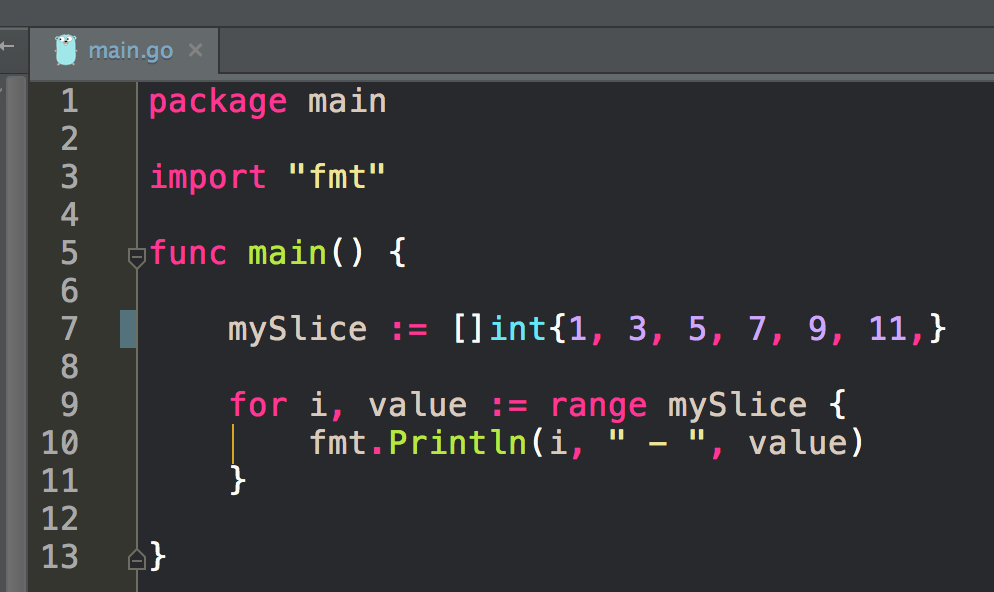 main.go ×
1 package main
2
3 import "fmt"
4
5 func main() {
6
7 mySlice := []int{1, 3, 5, 7, 9, 11,}
8
9 for i, value := range mySlice {
10 fmt.Println(i, " - ", value)
11 }
12
13 }